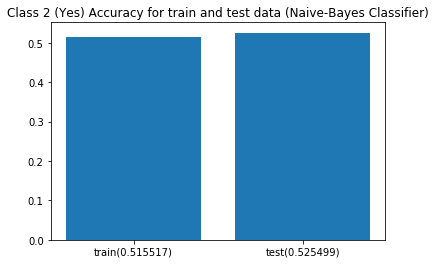 Class 2 (Yes) Accuracy for train and test data (Naive-Bayes Classifier)
0.5
0.4
0.3
0.2
0.1
0.0
train(0.515517)
test(0.525499)